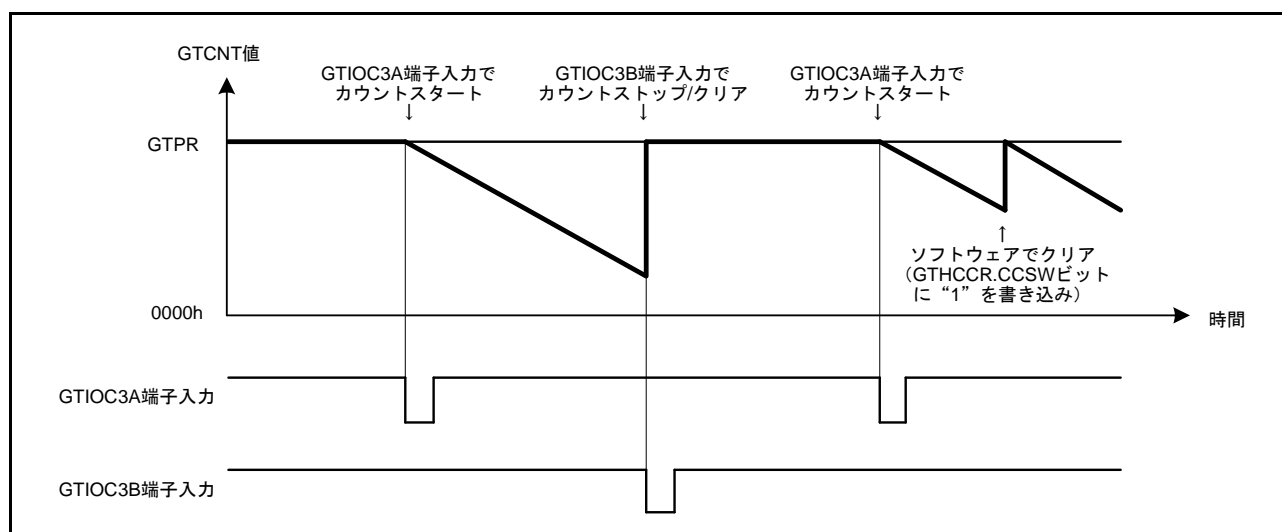 GTCNT値
GTIOC3A端子入力で
カウントスタート
↓
GTIOC3B端子入力で
カウントストップ/クリア
↓
GTIOC3A端子入力で
カウントスタート
↓
GTPR
↑
ソフトウェアでクリア
（GTHCCR.CCSWビット
に“1”を書き込み）
0000h
時間
GTIOC3A端子入力
GTIOC3B端子入力